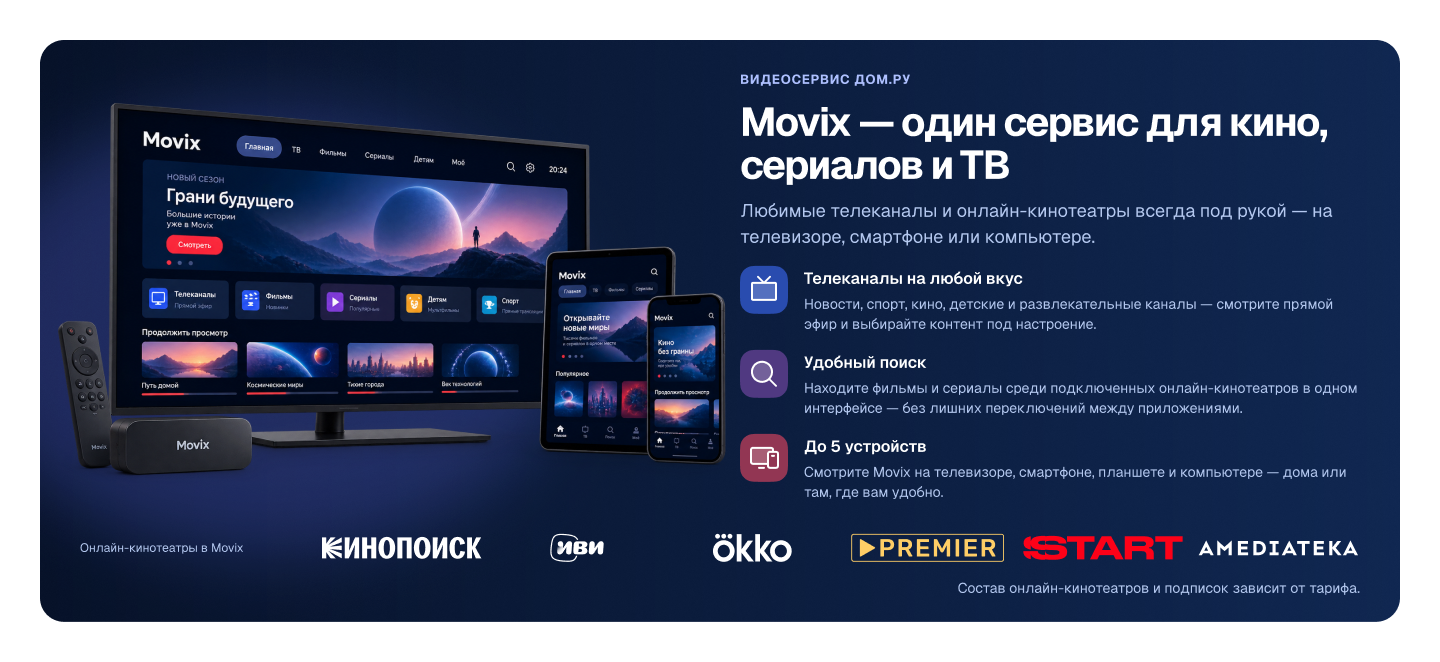 ВИДЕОСЕРВИС ДОМ.РУ
Movix — один сервис для кино,
сериалов и ТВ
Любимые телеканалы и онлайн-кинотеатры всегда под рукой — на
телевизоре, смартфоне или компьютере.
Телеканалы на любой вкус
Новости, спорт, кино, детские и развлекательные каналы — смотрите прямой
эфир и выбирайте контент под настроение.
Удобный поиск
Находите фильмы и сериалы среди подключенных онлайн-кинотеатров в одном
интерфейсе — без лишних переключений между приложениями.
До 5 устройств
Смотрите Movix на телевизоре, смартфоне, планшете и компьютере — дома или
там, где вам удобно.
Movix
Главная ТВ Фильмы Сериалы Детям Моё 20:24
НОВЫЙ СЕЗОН
Грани будущего
Большие истории
уже в Movix
Смотреть
Телеканалы Фильмы Сериалы Детям Спорт
Прямой эфир Новинки Популярные Мультфильмы
Продолжить просмотр
Путь домой Космические миры Тихие города Век технологий
Movix
Movix
Movix
Главная ТВ Фильмы Сериалы
Открывайте
новые миры
Популярное
Movix
Кино
без границ
Продолжить просмотр
Онлайн-кинотеатры в Movix
КИНОПОИСК
иви
ökko
PREMIER
START
AMEDIATEKA
Состав онлайн-кинотеатров и подписок зависит от тарифа.